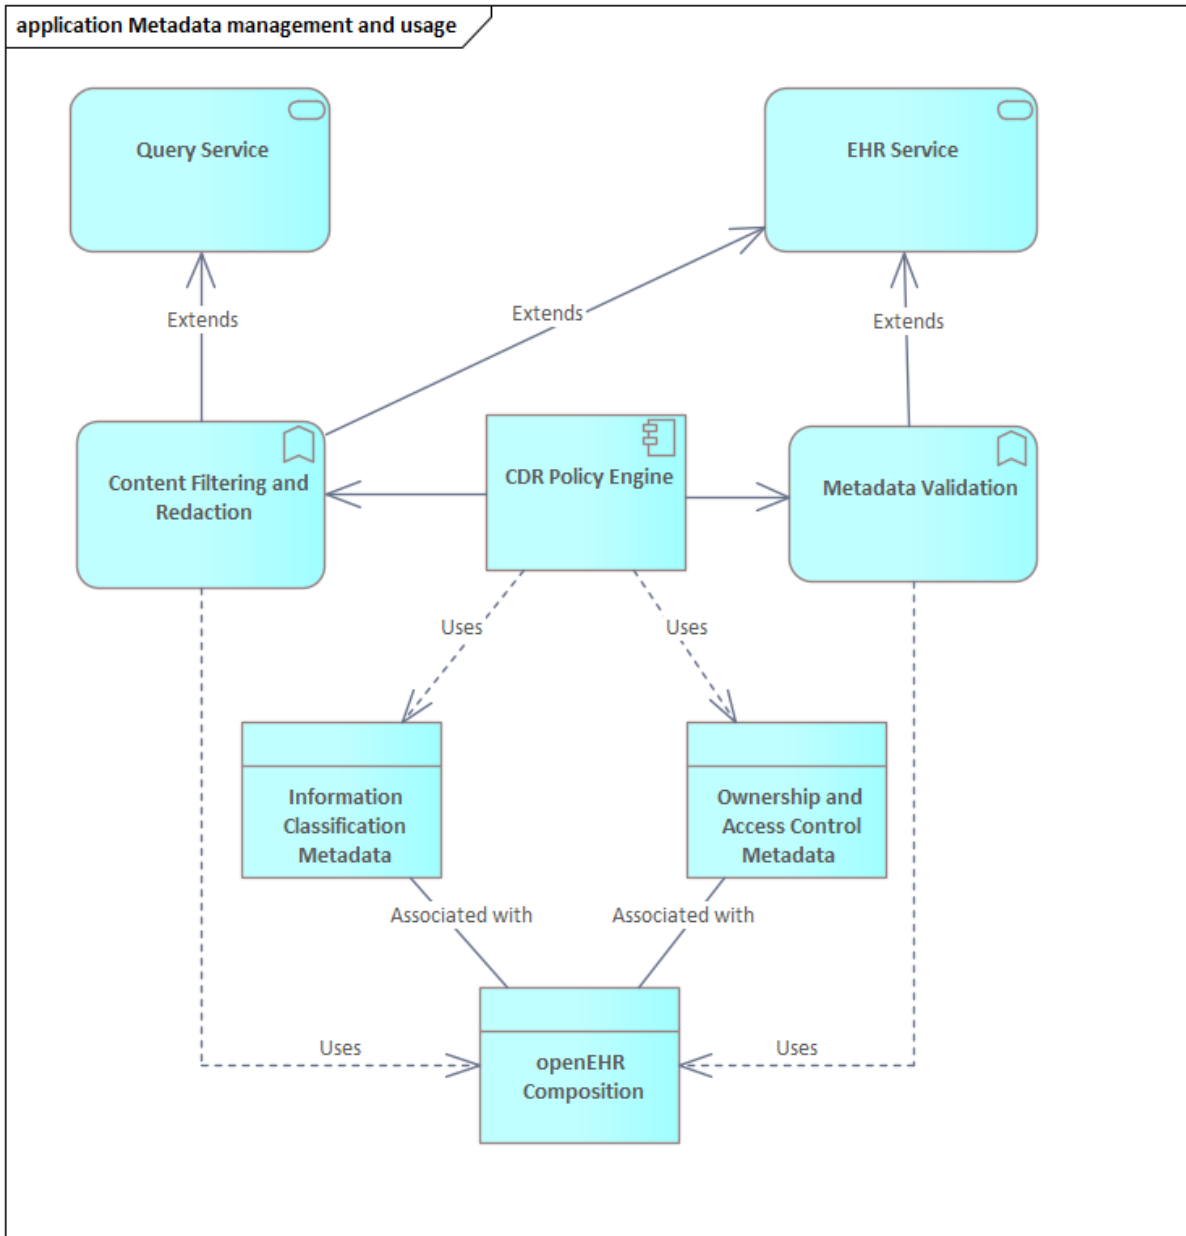 application Metadata management and usage
Query Service
EHR Service
Extends
Extends
Extends
Content Filtering and
Redaction
CDR Policy Engine
Metadata Validation
Uses
Uses
Information
Classification
Metadata
Ownership and
Access Control
Metadata
Associated with
Associated with
Uses
Uses
openEHR
Composition